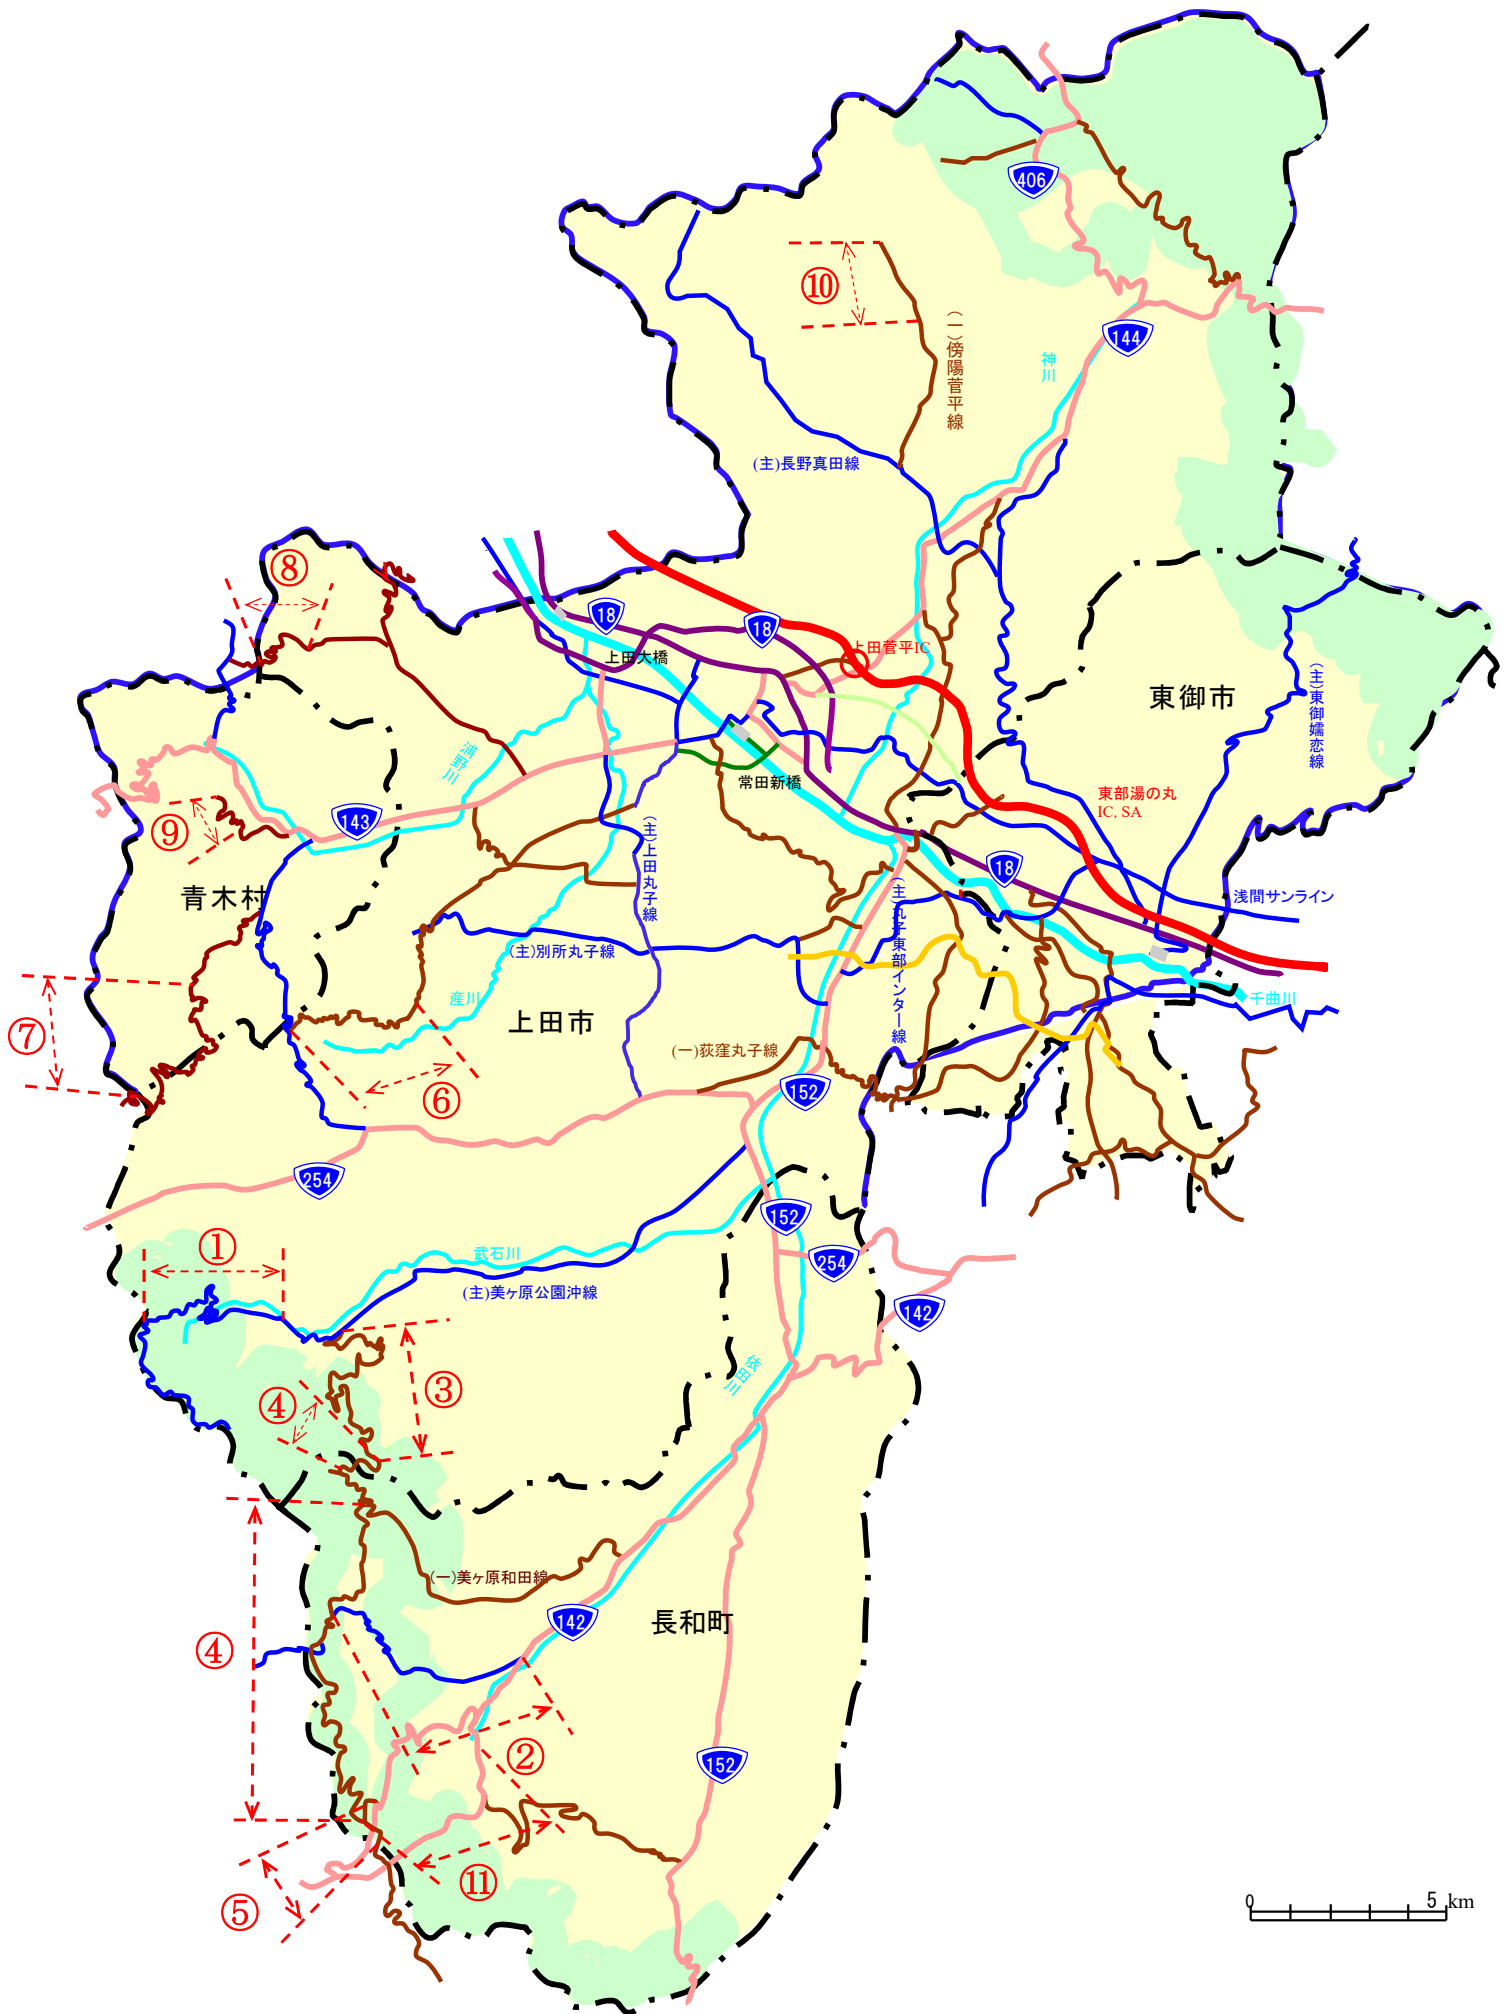 406
⑩
(一)傍陽菅平線
144
神川
(主)長野真田線
⑧
18
18
上田菅平IC
上田大橋
東御市
(主)東御嬬恋線
浦野川
常田新橋
東部湯の丸
IC, SA
143
⑨
(主)上田丸子線
18
青木村
(主)丸子東部インター線
浅間サンライン
(主)別所丸子線
産川
千曲川
上田市
⑦
(一)荻窪丸子線
⑥
152
254
152
①
武石川
254
(主)美ヶ原公園沖線
142
依田川
③
④
(一)美ヶ原和田線
142
長和町
④
②
152
⑪
⑤
0 5 km